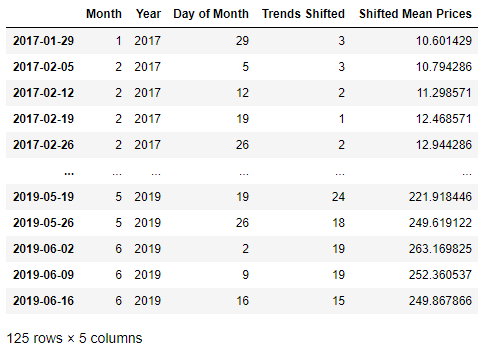 Month Year Day of Month Trends Shifted Shifted Mean Prices
2017-01-29 1 2017 29 3 10.601429
2017-02-05 2 2017 5 3 10.794286
2017-02-12 2 2017 12 2 11.298571
2017-02-19 2 2017 19 1 12.468571
2017-02-26 2 2017 26 2 12.944286
... ... ... ... ... ...
2019-05-19 5 2019 19 24 221.918446
2019-05-26 5 2019 26 18 249.619122
2019-06-02 6 2019 2 19 263.169825
2019-06-09 6 2019 9 19 252.360537
2019-06-16 6 2019 16 15 249.867866
125 rows × 5 columns